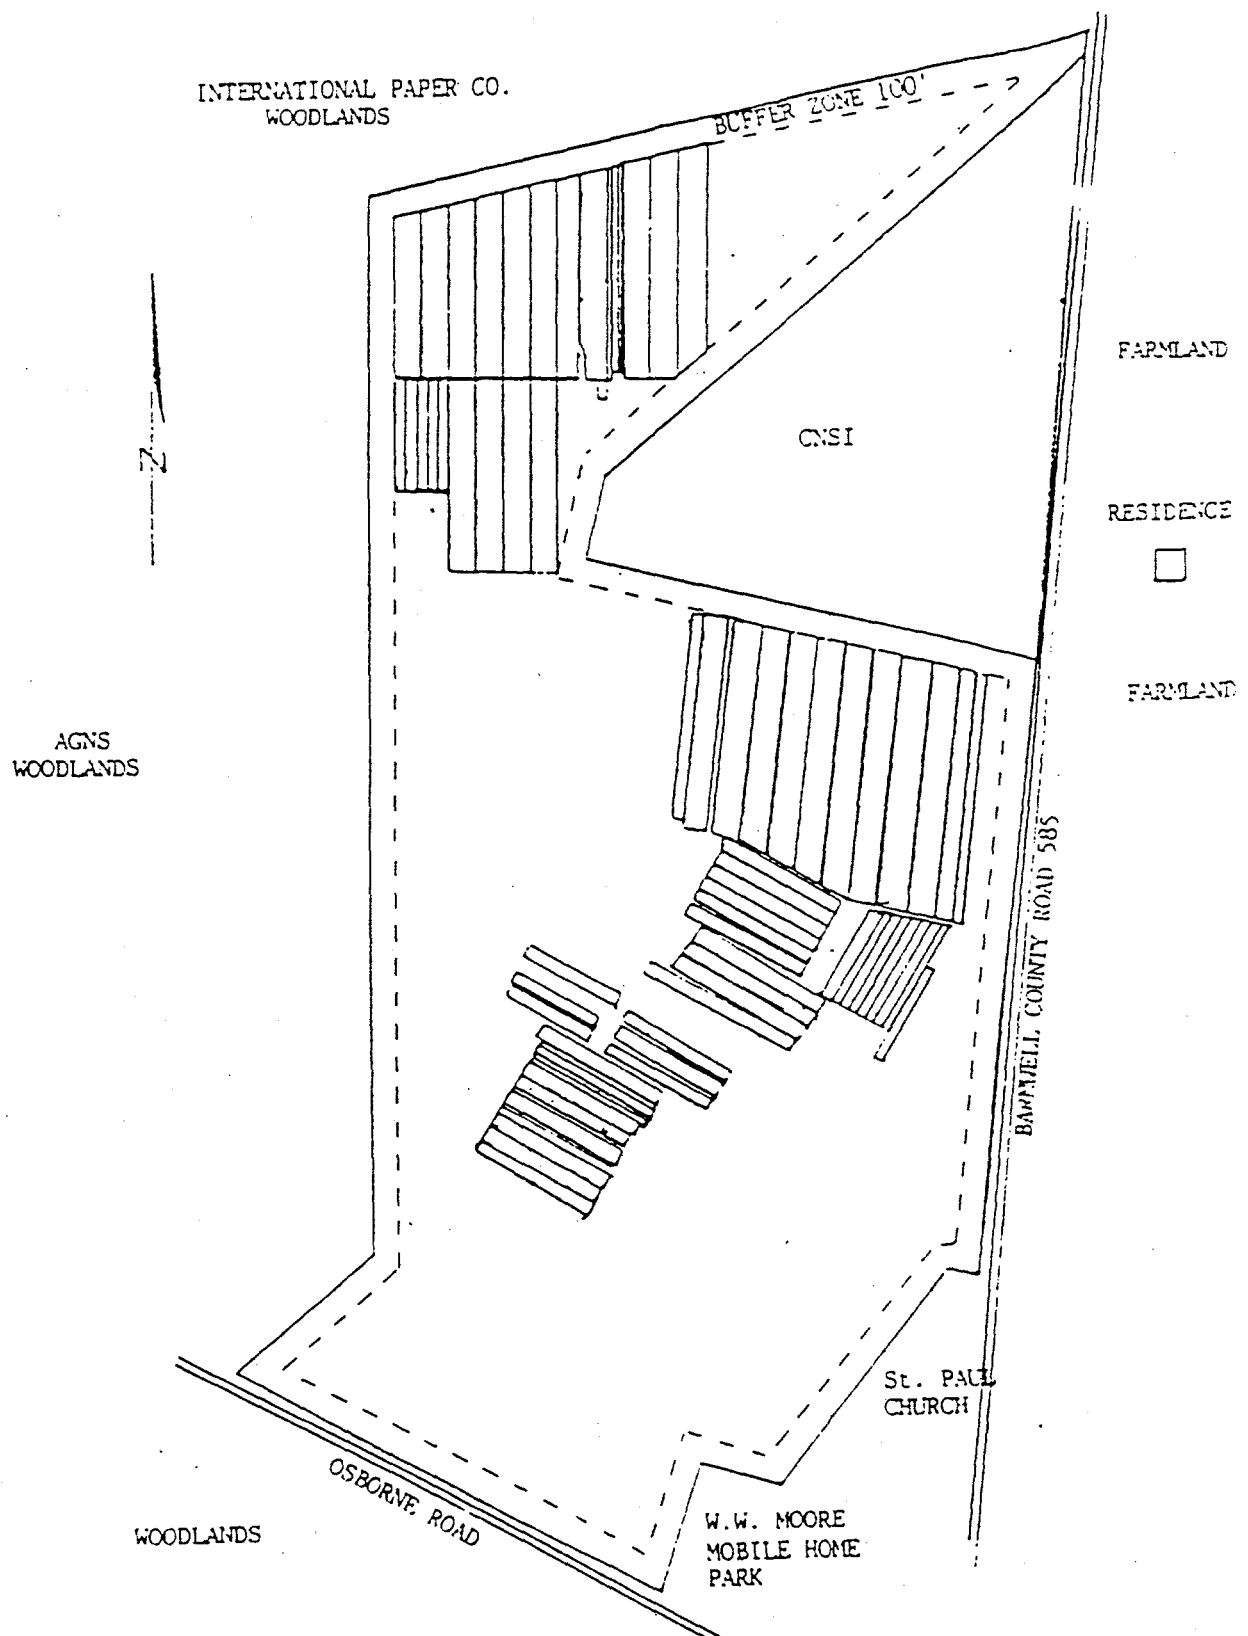 INTERNATIONAL PAPER CO.
WOODLANDS
BUFFER ZONE 100'
FARMLAND
CNSI
N
RESIDENCE
FARMLAND
AGNS
WOODLANDS
BARNWELL COUNTY ROAD 585
St. PAUL
CHURCH
OSBORNE ROAD
W.W. MOORE
MOBILE HOME
PARK
WOODLANDS